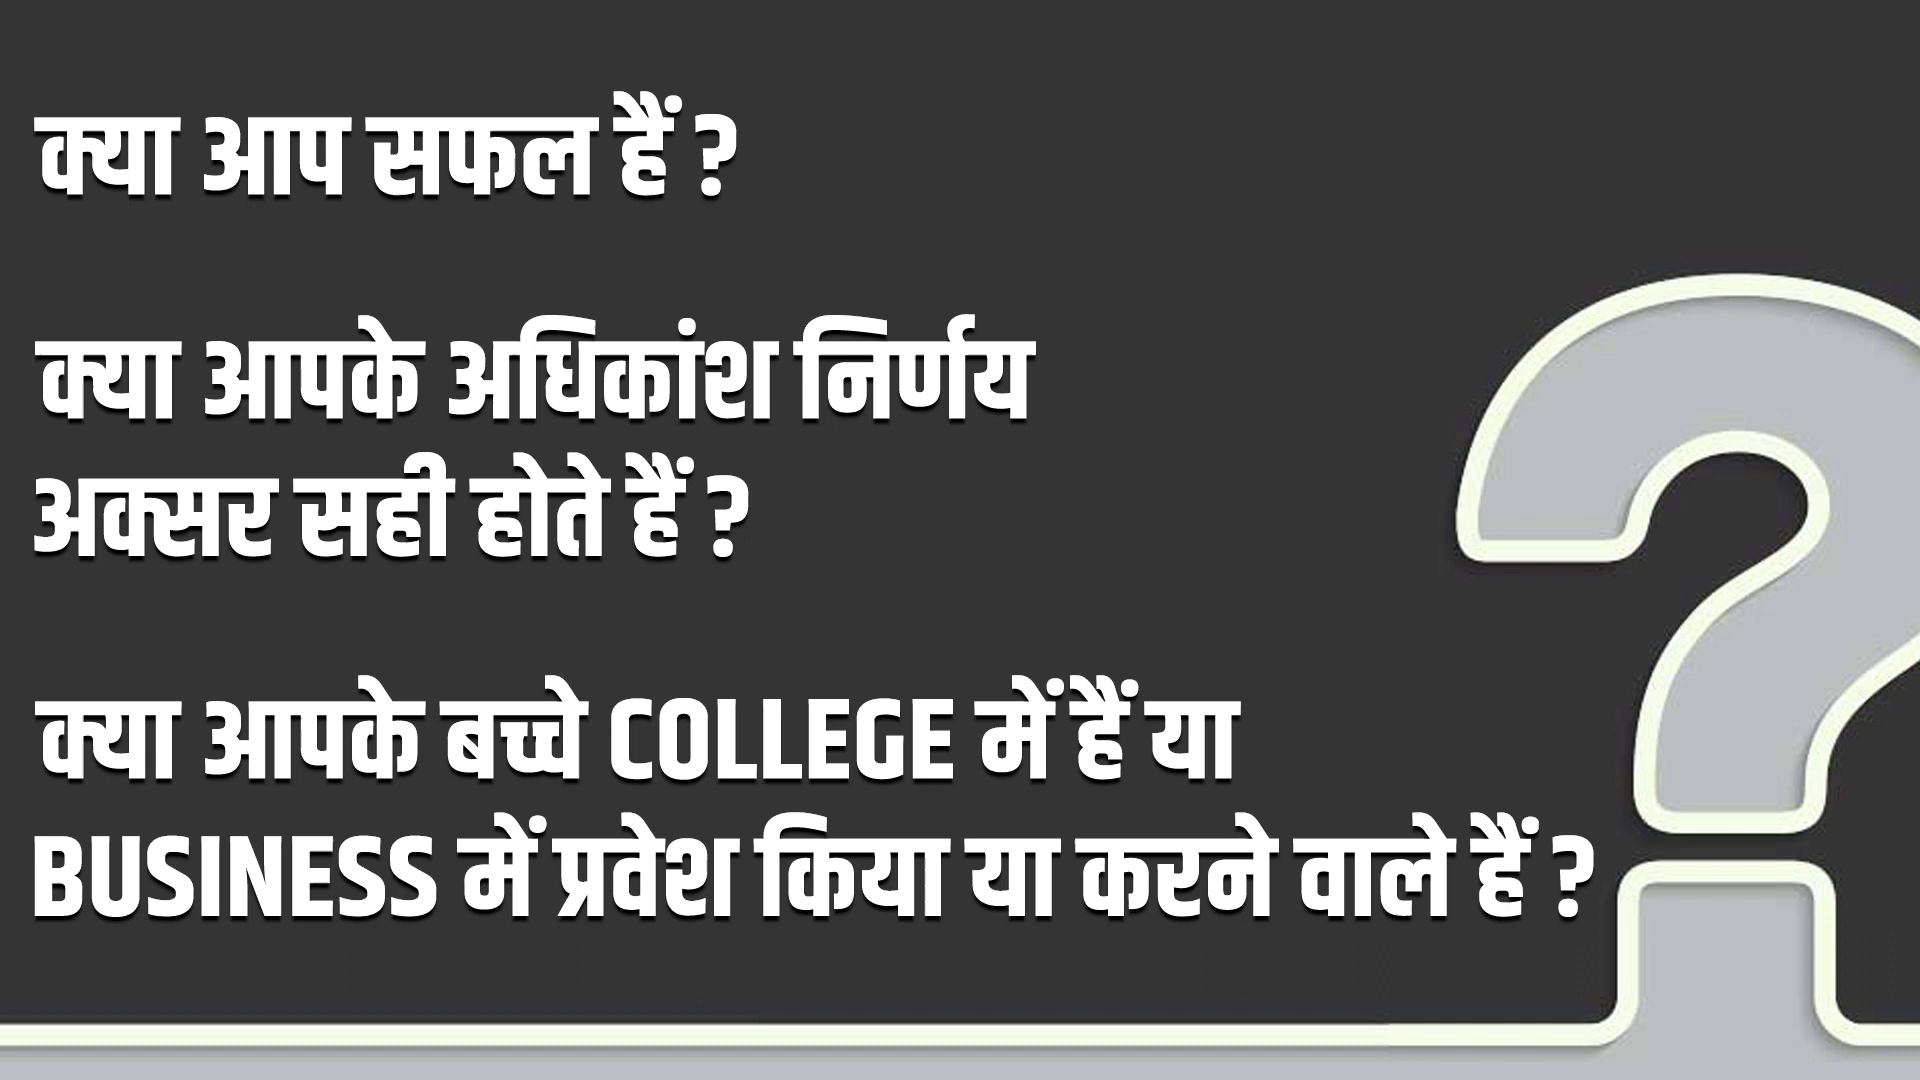 क्या आप सफल हैं ?
क्या आपके अधिकांश निर्णय
अक्सर सही होते हैं ?
क्या आपके बच्चे COLLEGE में हैं या
BUSINESS में प्रवेश किया या करने वाले हैं ?